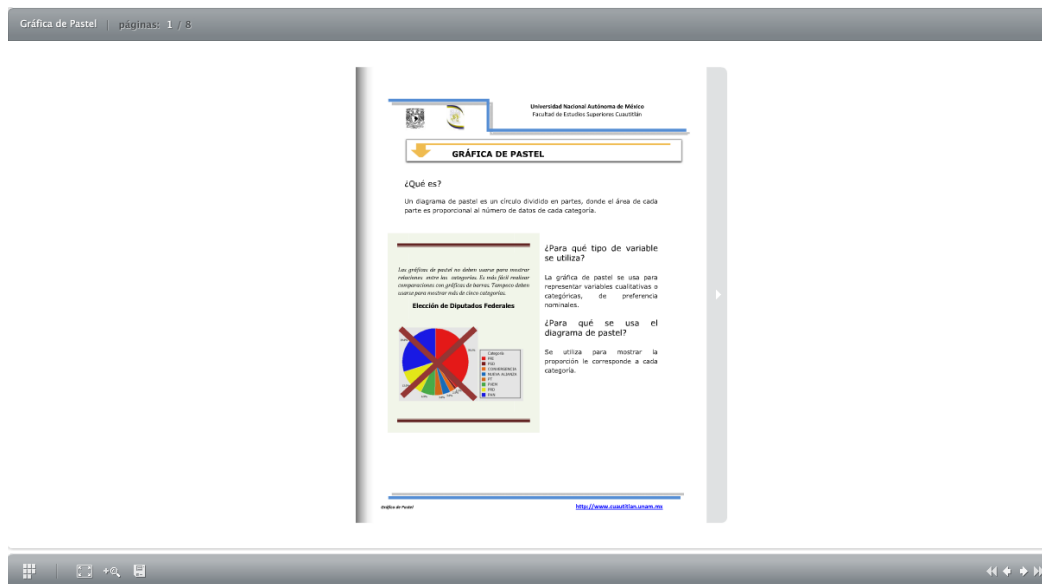 Gráfica de Pastel | páginas: 1 / 8
Universidad Nacional Autónoma de México
Facultad de Estudios Superiores Cuautitlán
GRÁFICA DE PASTEL
¿Qué es?
Un diagrama de pastel es un círculo dividido en partes, donde el área de cada
parte es proporcional al número de datos de cada categoría.
Las gráficas de pastel no deben usarse para mostrar
relaciones entre las categorías. Es más fácil realizar
comparaciones con gráficas de barras. Tampoco deben
usarse para mostrar más de cinco categorías.
Elección de Diputados Federales
Categoría
CONVERGENCIA
NUEVA ALIANZA
PT
¿Para qué tipo de variable
se utiliza?
La gráfica de pastel se usa para
representar variables cualitativas o
categóricas, de preferencia
nominales.
¿Para qué se usa el
diagrama de pastel?
Se utiliza para mostrar la
proporción le corresponde a cada
categoría.
Gráfica de Pastel
http://www.cuautitlan.unam.mx